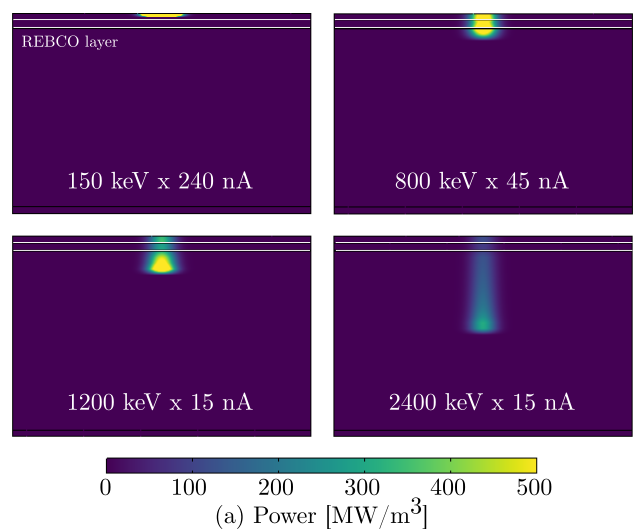 REBCO layer
150 keV x 240 nA
800 keV x 45 nA
1200 keV x 15 nA
2400 keV x 15 nA
0 100 200 300 400 500
(a) Power [MW/m³]